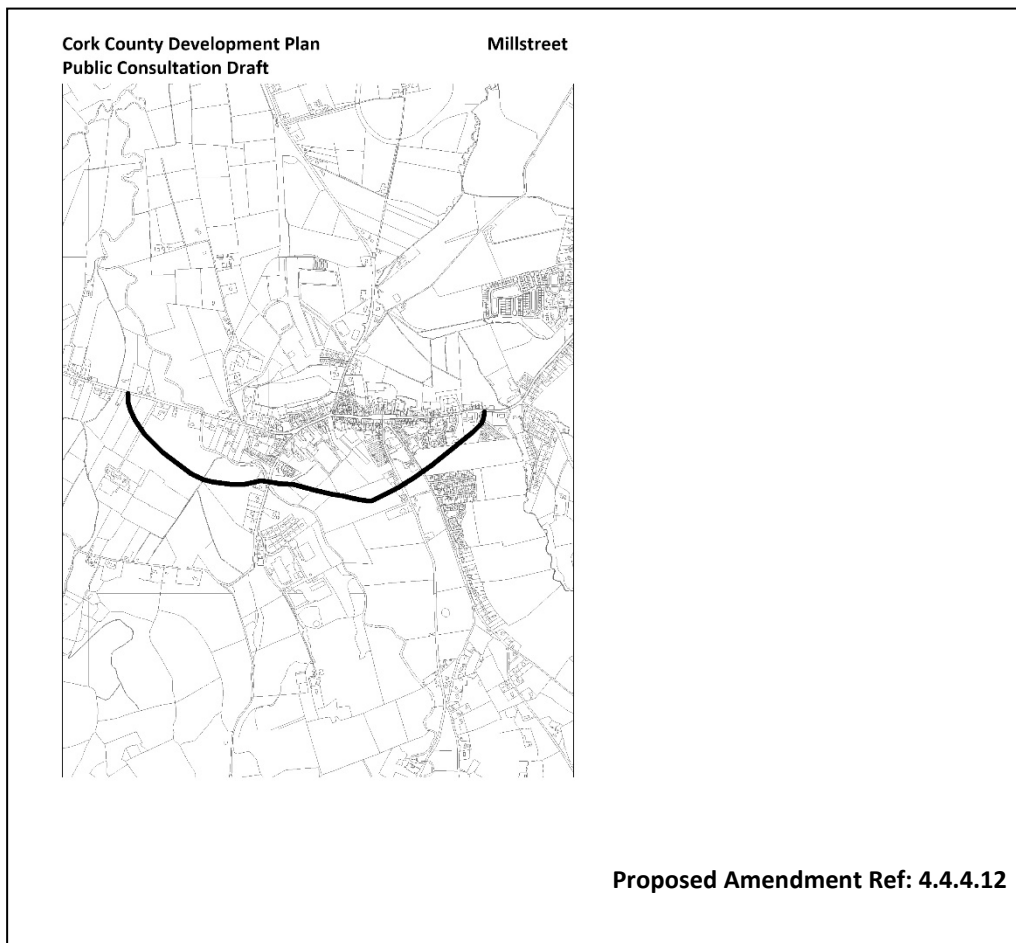 Cork County Development Plan
Millstreet
Public Consultation Draft
Proposed Amendment Ref: 4.4.4.12